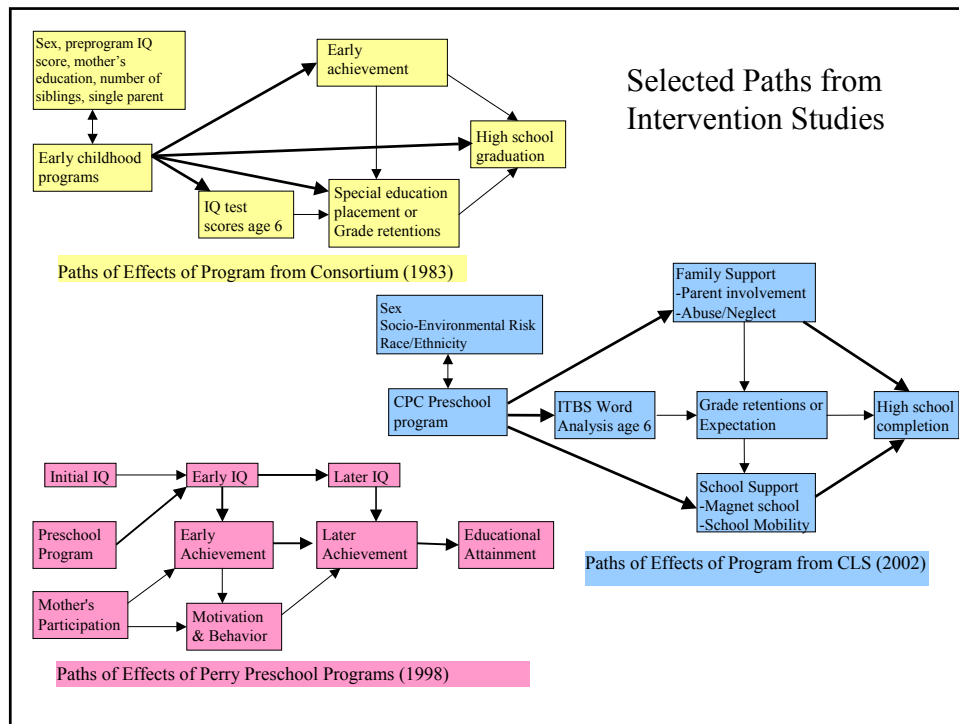 Selected Paths from
Intervention Studies
Sex, preprogram IQ
score, mother's
education, number of
siblings, single parent
Early
achievement
Early childhood
programs
High school
graduation
IQ test
scores age 6
Special education
placement or
Grade retentions
Paths of Effects of Program from Consortium (1983)
Sex
Socio-Environmental Risk
Race/Ethnicity
Family Support
-Parent involvement
-Abuse/Neglect
CPC Preschool
program
ITBS Word
Analysis age 6
Grade retentions or
Expectation
High school
completion
School Support
-Magnet school
-School Mobility
Paths of Effects of Program from CLS (2002)
Initial IQ
Early IQ
Later IQ
Preschool
Program
Early
Achievement
Later
Achievement
Educational
Attainment
Mother's
Participation
Motivation
& Behavior
Paths of Effects of Perry Preschool Programs (1998)